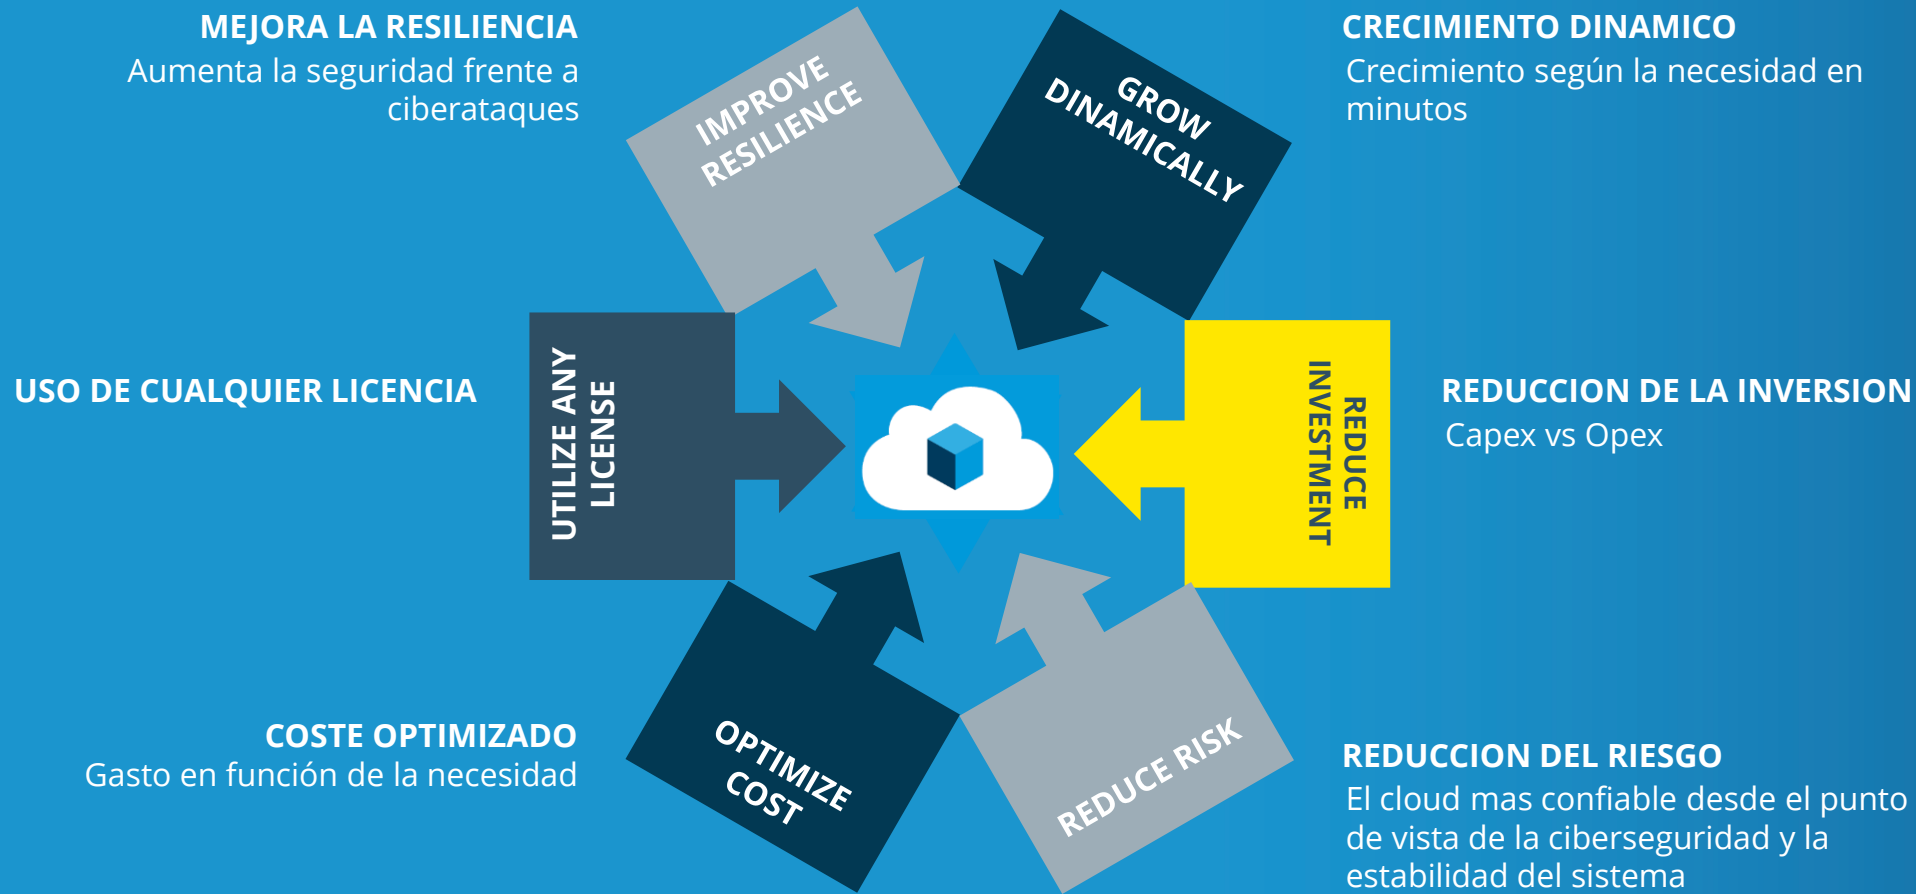 MEJORA LA RESILIENCIA
Aumenta la seguridad frente a
ciberataques
IMPROVE
RESILIENCE
GROW
DINAMICALLY
CRECIMIENTO DINAMICO
Crecimiento según la necesidad en
minutos
USO DE CUALQUIER LICENCIA
UTILIZE ANY
LICENSE
REDUCE
INVESTMENT
REDUCCION DE LA INVERSION
Capex vs Opex
COSTE OPTIMIZADO
Gasto en función de la necesidad
OPTIMIZE
COST
REDUCE RISK
REDUCCION DEL RIESGO
El cloud mas confiable desde el punto
de vista de la ciberseguridad y la
estabilidad del sistema